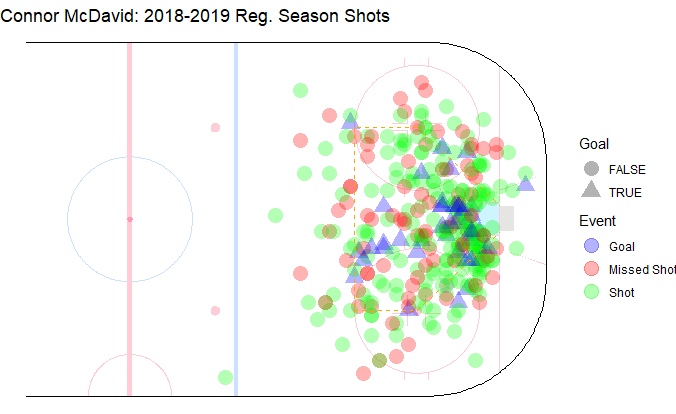 Connor McDavid: 2018-2019 Reg. Season Shots
Goal
FALSE
TRUE
Event
Goal
Missed Shot
Shot